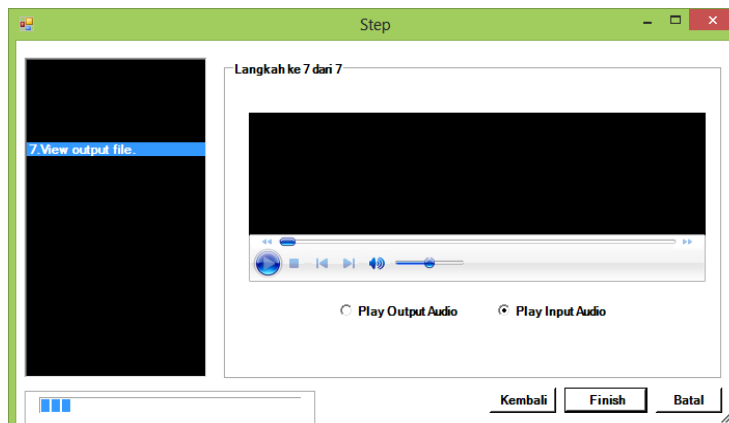 Step
Langkah ke 7 dari 7
7.View output file.
Play Output Audio
Play Input Audio
Kembali
Finish
Batal